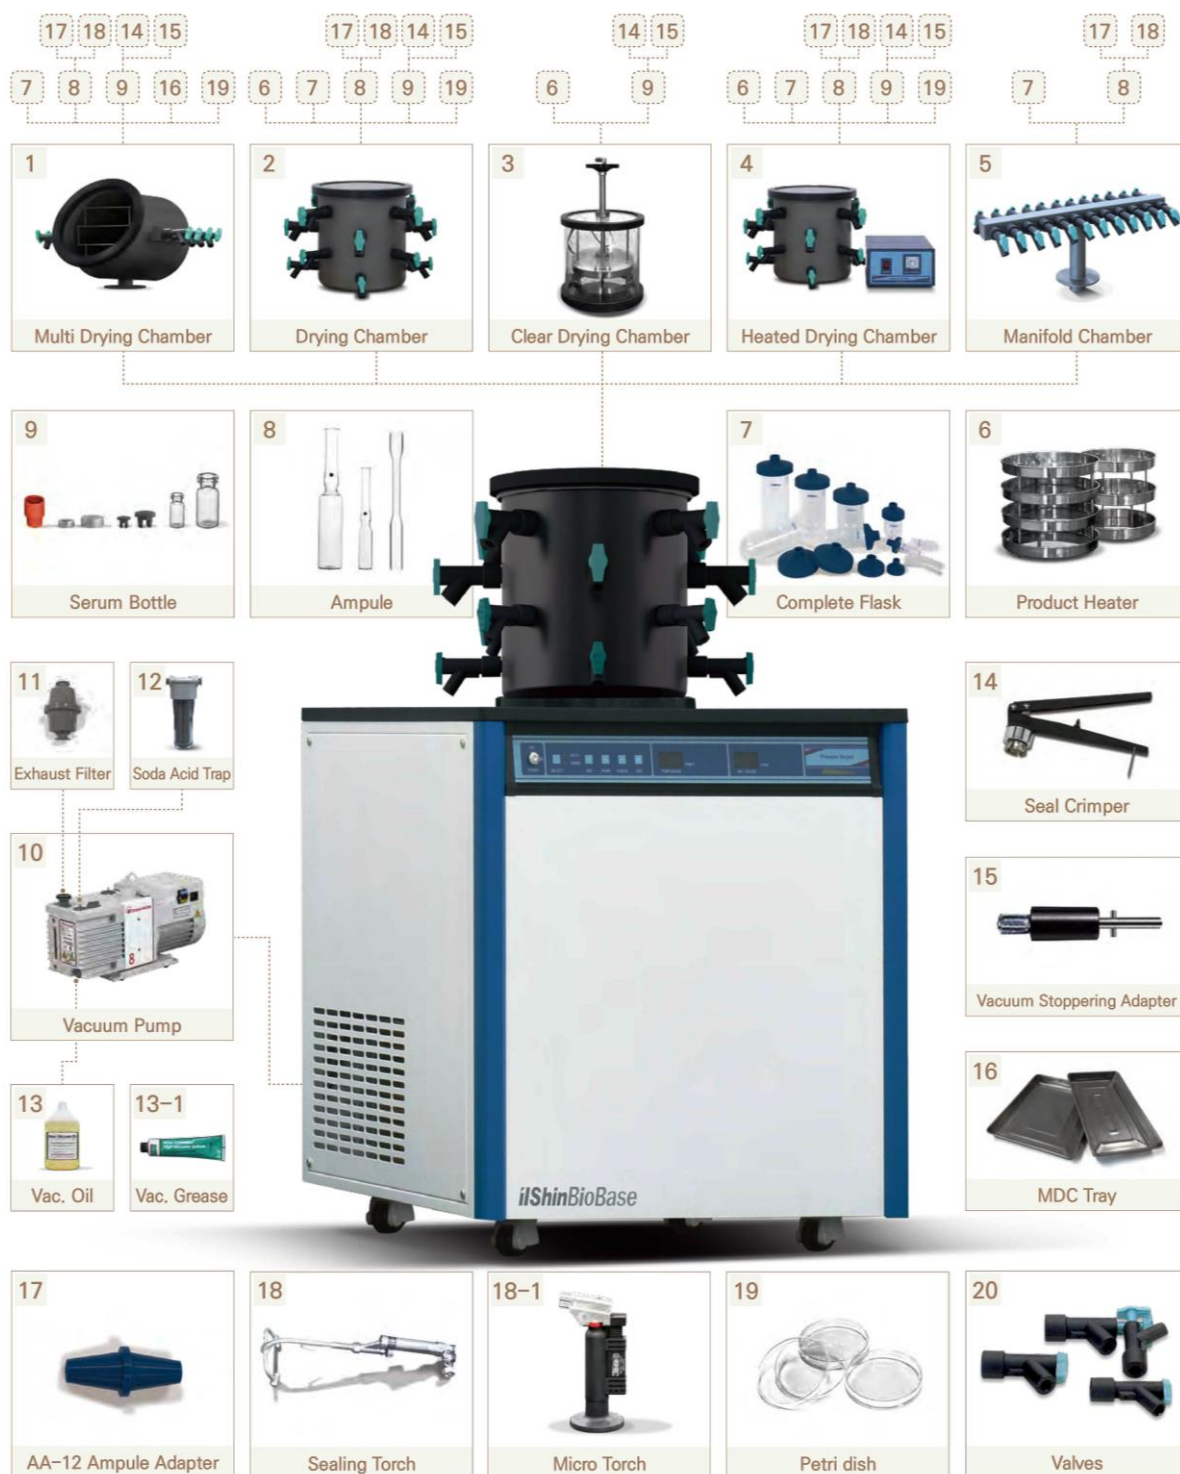 17 18 14 15
17 18 14 15
14 15
17 18 14 15
17 18
7 8 9 16 19
6 7 8 9 19
6 9
6 7 8 9 19
7 8
1
Multi Drying Chamber
2
Drying Chamber
3
Clear Drying Chamber
4
Heated Drying Chamber
5
Manifold Chamber
9
Serum Bottle
8
Ampule
7
Complete Flask
6
Product Heater
11
Exhaust Filter
12
Soda Acid Trap
14
Seal Crimper
10
8
Vacuum Pump
15
Vacuum Stoppering Adapter
13
Vac. Oil
13-1
Vac. Grease
16
MDC Tray
Freeze Dryer
ilShinBioBase
17
AA-12 Ampule Adapter
18
Sealing Torch
18-1
Micro Torch
19
Petri dish
20
Valves